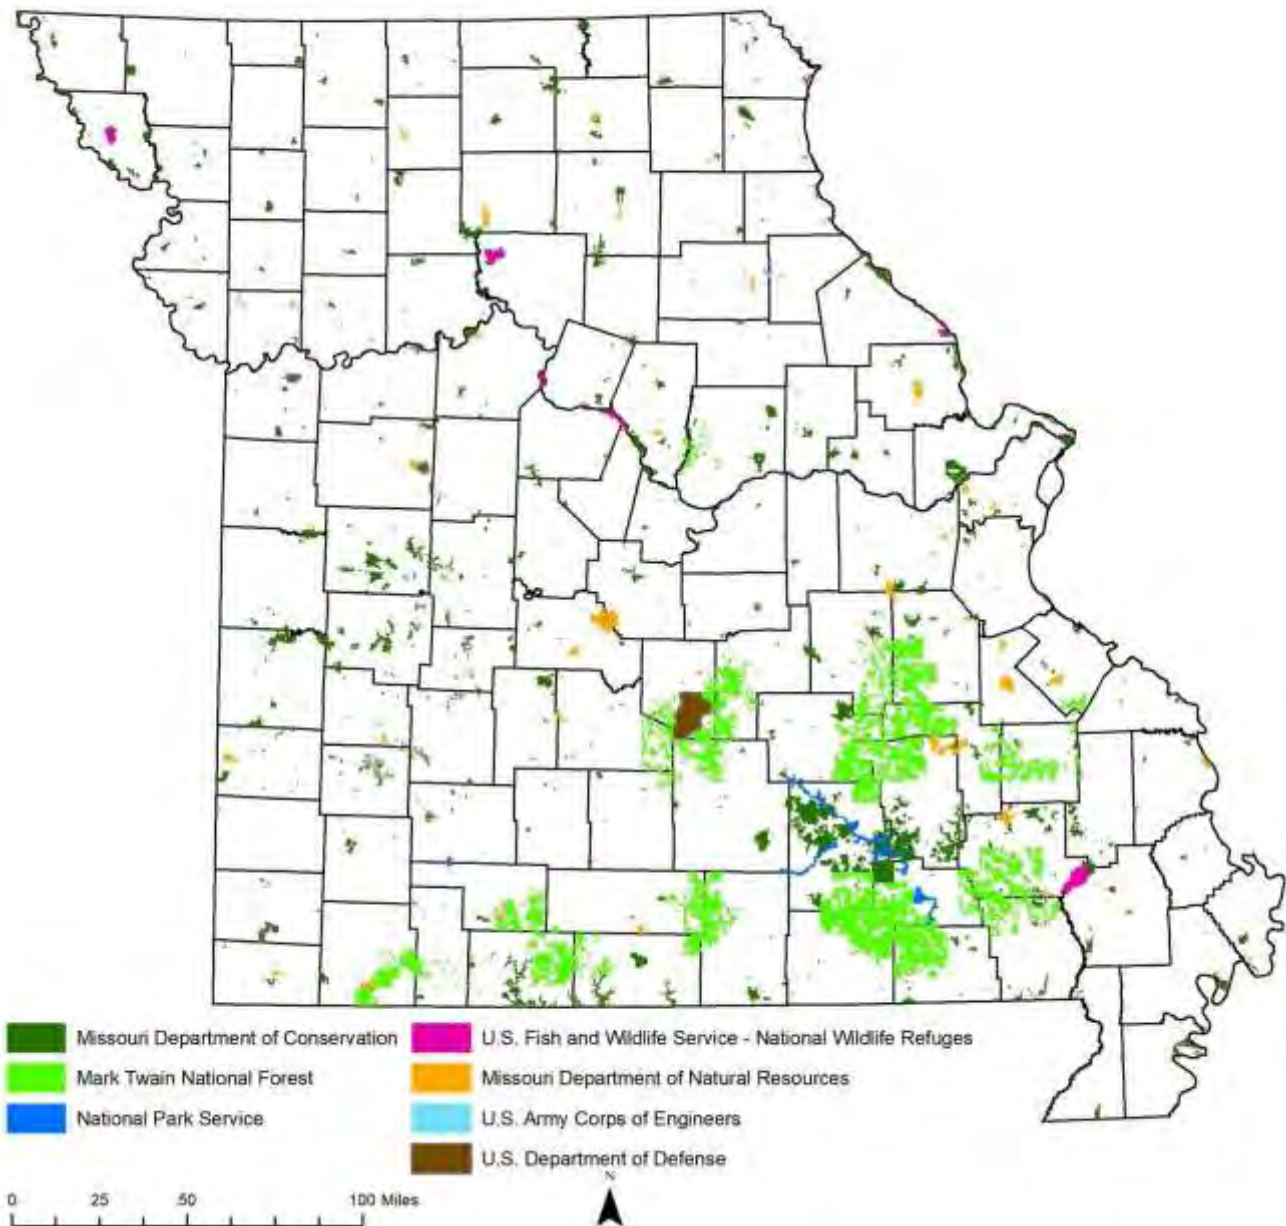 Missouri Department of Conservation
U.S. Fish and Wildlife Service - National Wildlife Refuges
Mark Twain National Forest
Missouri Department of Natural Resources
National Park Service
U.S. Army Corps of Engineers
U.S. Department of Defense
N
0 25 50 100 Miles